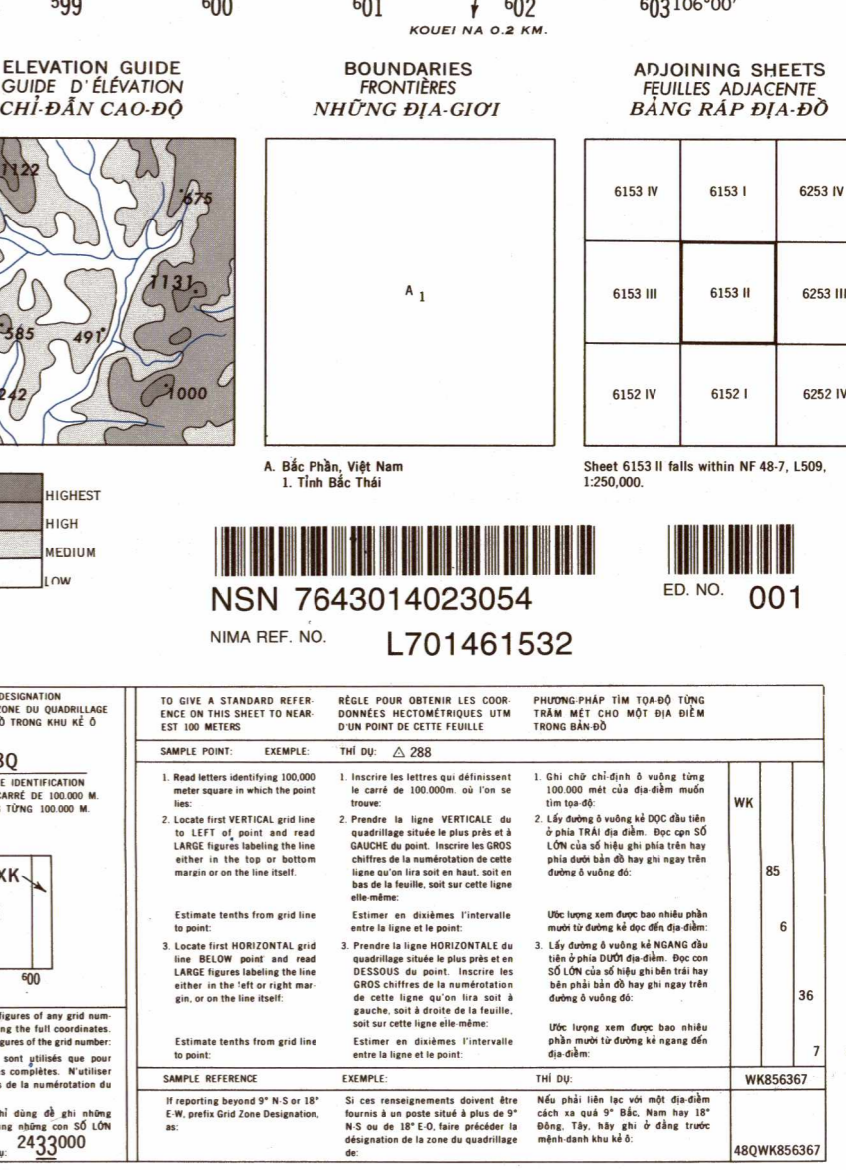 599 600 601 602 603 106°00'
KOUEI NA 0.2 KM.
ELEVATION GUIDE
GUIDE D'ÉLÉVATION
CHỈ-DẪN CAO-ĐỘ
BOUNDARIES
FRONTIÈRES
NHỮNG ĐỊA-GIƠI
ADJOINING SHEETS
FEUILLES ADJACENTE
BẢNG RÁP ĐỊA-ĐỒ
1122
675
1131
585
491
242
1000
A 1
6153 IV 6153 I 6253 IV
6153 III 6153 II 6253 III
6152 IV 6152 I 6252 IV
A. Bắc Phần, Việt Nam
1. Tỉnh Bắc Thái
Sheet 6153 II falls within NF 48-7, L509,
1:250,000.
HIGHEST
HIGH
MEDIUM
LOW
NSN 7643014023054
NIMA REF. NO. L701461532
ED. NO. 001
DESIGNATION
ZONE DU QUADRILLAGE
TRONG KHU KẺ Ô
IDENTIFICATION
CARRÉ DE 100.000 M.
TỪNG 100.000 M.
XK
600
figures of any grid num-
ing the full coordinates.
gures of the grid number:
sont utilisés que pour
s complètes. N'utiliser
s de la numérotation du
hỉ dùng để ghi những
ng những con SỐ LỚN
2433000
TO GIVE A STANDARD REFER-
ENCE ON THIS SHEET TO NEAR-
EST 100 METERS
RÈGLE POUR OBTENIR LES COOR-
DONNÉES HECTOMÉTRIQUES UTM
D'UN POINT DE CETTE FEUILLE
PHƯƠNG-PHÁP TÌM TỌA-ĐỘ TỪNG
TRĂM MÉT CHO MỘT ĐỊA ĐIỂM
TRONG BẢN-ĐỒ
SAMPLE POINT: EXEMPLE: THÍ DỤ: △ 288
1. Read letters identifying 100,000
meter square in which the point
lies:
1. Inscrire les lettres qui définissent
le carré de 100.000m. où l'on se
trouve:
1. Ghi chữ chỉ-định ô vuông từng
100.000 mét của địa-điểm muốn
tìm tọa-độ:
WK
2. Locate first VERTICAL grid line
to LEFT of point and read
LARGE figures labeling the line
either in the top or bottom
margin or on the line itself.
2. Prendre la ligne VERTICALE du
quadrillage située le plus près et à
GAUCHE du point. Inscrire les GROS
chiffres de la numérotation de cette
ligne qu'on lira soit en haut, soit en
bas de la feuille, soit sur cette ligne
elle-même:
2. Lấy đường ô vuông kẻ DỌC đầu tiên
ở phía TRÁI địa điểm. Đọc con SỐ
LỚN của số hiệu ghi phía trên hay
phía dưới bản đồ hay ghi ngay trên
đường ô vuông đó:
85
Estimate tenths from grid line
to point:
Estimer en dixièmes l'intervalle
entre la ligne et le point:
Ước lượng xem được bao nhiêu phần
mười từ đường kẻ dọc đến địa-điểm:
6
3. Locate first HORIZONTAL grid
line BELOW point and read
LARGE figures labeling the line
either in the left or right mar-
gin, or on the line itself:
3. Prendre la ligne HORIZONTALE du
quadrillage située le plus près et en
DESSOUS du point. Inscrire les
GROS chiffres de la numérotation
de cette ligne qu'on lira soit à
gauche, soit à droite de la feuille,
soit sur cette ligne elle-même:
3. Lấy đường ô vuông kẻ NGANG đầu
tiên ở phía DƯỚI địa-điểm. Đọc con
SỐ LỚN của số hiệu ghi bên trái hay
bên phải bản đồ hay ghi ngay trên
đường ô vuông đó:
36
Estimate tenths from grid line
to point:
Estimer en dixièmes l'intervalle
entre la ligne et le point:
Ước lượng xem được bao nhiêu
phần mười từ đường kẻ ngang đến
địa-điểm:
7
SAMPLE REFERENCE EXEMPLE: THÍ DỤ: WK856367
If reporting beyond 9° N-S or 18°
E-W, prefix Grid Zone Designation,
as:
Si ces renseignements doivent être
fournis à un poste situé à plus de 9°
N-S ou de 18° E-O, faire précéder la
désignation de la zone du quadrillage
de:
Nếu phải liên lạc với một địa-điểm
cách xa quá 9° Bắc, Nam hay 18°
Đông, Tây, hãy ghi ở đằng trước
mệnh-danh khu kẻ ô:
48QWK856367